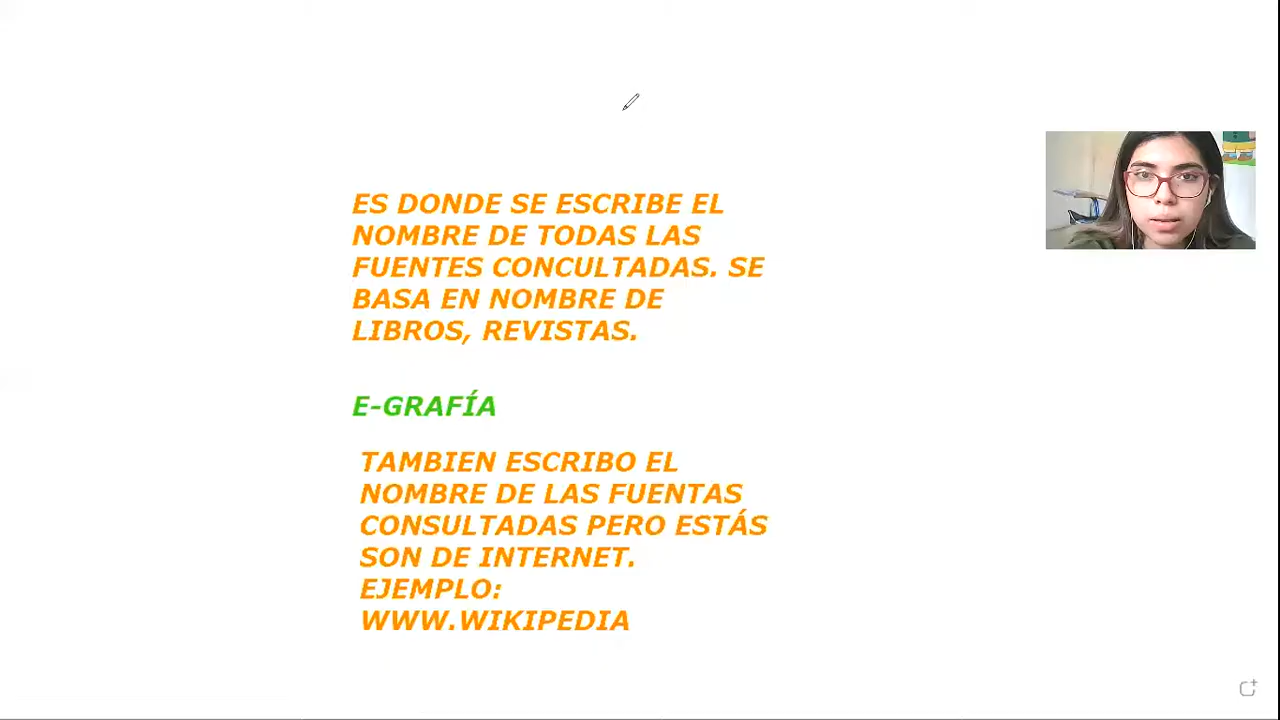 ES DONDE SE ESCRIBE EL
NOMBRE DE TODAS LAS
FUENTES CONCULTADAS. SE
BASA EN NOMBRE DE
LIBROS, REVISTAS.
E-GRAFÍA
TAMBIEN ESCRIBO EL
NOMBRE DE LAS FUENTAS
CONSULTADAS PERO ESTÁS
SON DE INTERNET.
EJEMPLO:
WWW.WIKIPEDIA